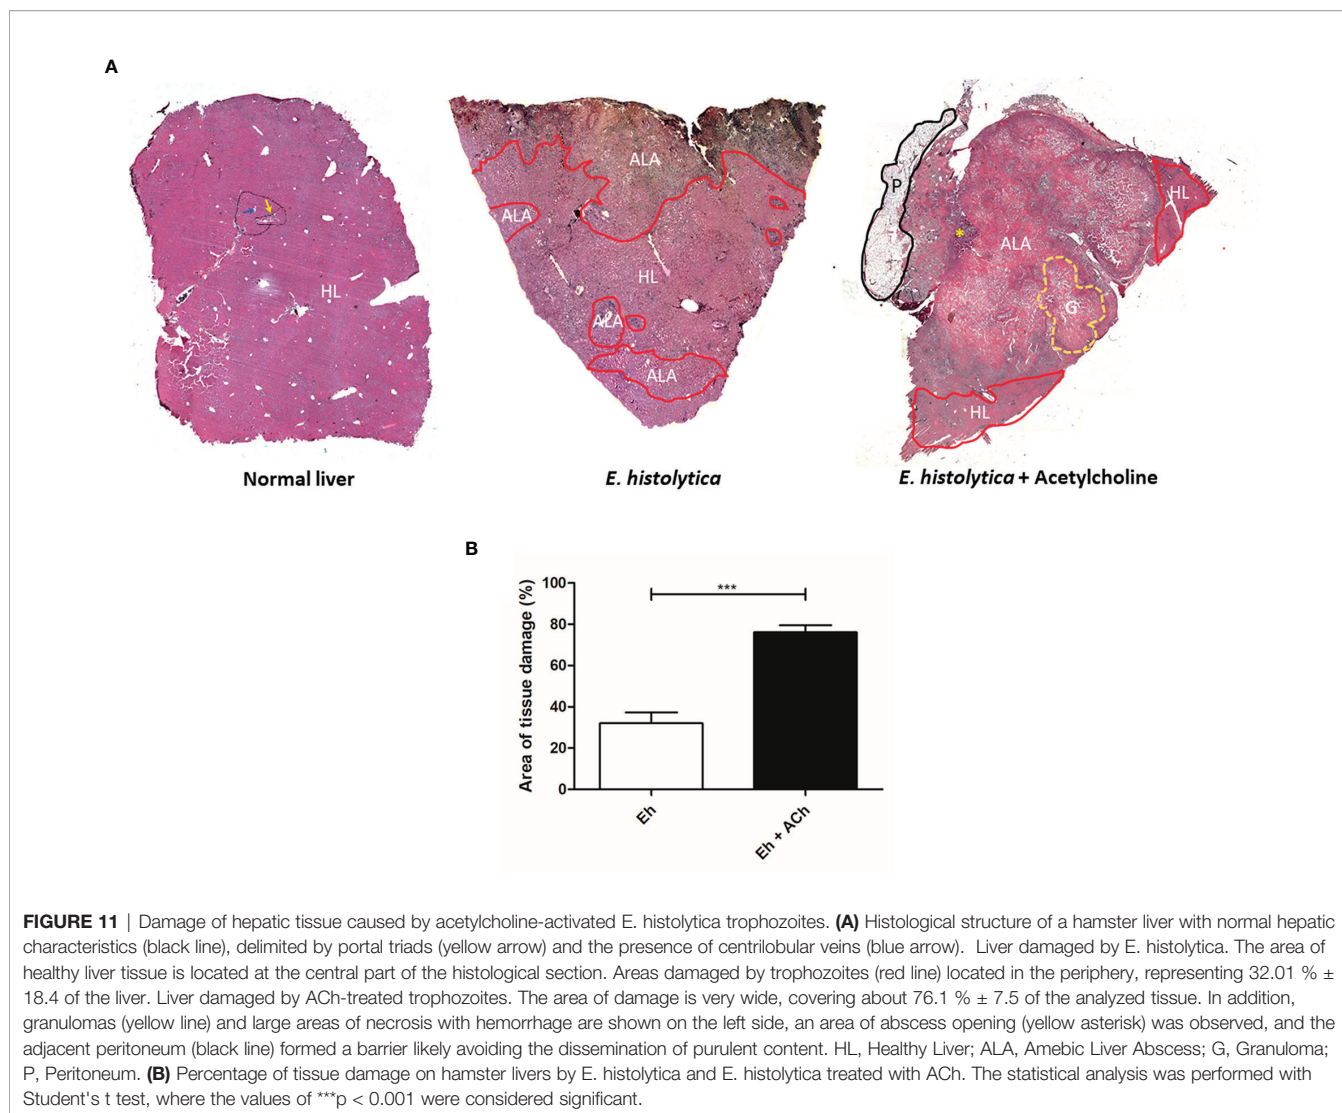 A
HL
ALA
ALA
HL
ALA
ALA
P
*
ALA
HL
G
HL
Normal liver
E. histolytica
E. histolytica + Acetylcholine
B
Area of tissue damage (%)
100
80
60
40
20
0
***
Eh
Eh + ACh
FIGURE 11 | Damage of hepatic tissue caused by acetylcholine-activated E. histolytica trophozoites. (A) Histological structure of a hamster liver with normal hepatic
characteristics (black line), delimited by portal triads (yellow arrow) and the presence of centrilobular veins (blue arrow). Liver damaged by E. histolytica. The area of
healthy liver tissue is located at the central part of the histological section. Areas damaged by trophozoites (red line) located in the periphery, representing 32.01 % ±
18.4 of the liver. Liver damaged by ACh-treated trophozoites. The area of damage is very wide, covering about 76.1 % ± 7.5 of the analyzed tissue. In addition,
granulomas (yellow line) and large areas of necrosis with hemorrhage are shown on the left side, an area of abscess opening (yellow asterisk) was observed, and the
adjacent peritoneum (black line) formed a barrier likely avoiding the dissemination of purulent content. HL, Healthy Liver; ALA, Amebic Liver Abscess; G, Granuloma;
P, Peritoneum. (B) Percentage of tissue damage on hamster livers by E. histolytica and E. histolytica treated with ACh. The statistical analysis was performed with
Student's t test, where the values of ***p < 0.001 were considered significant.